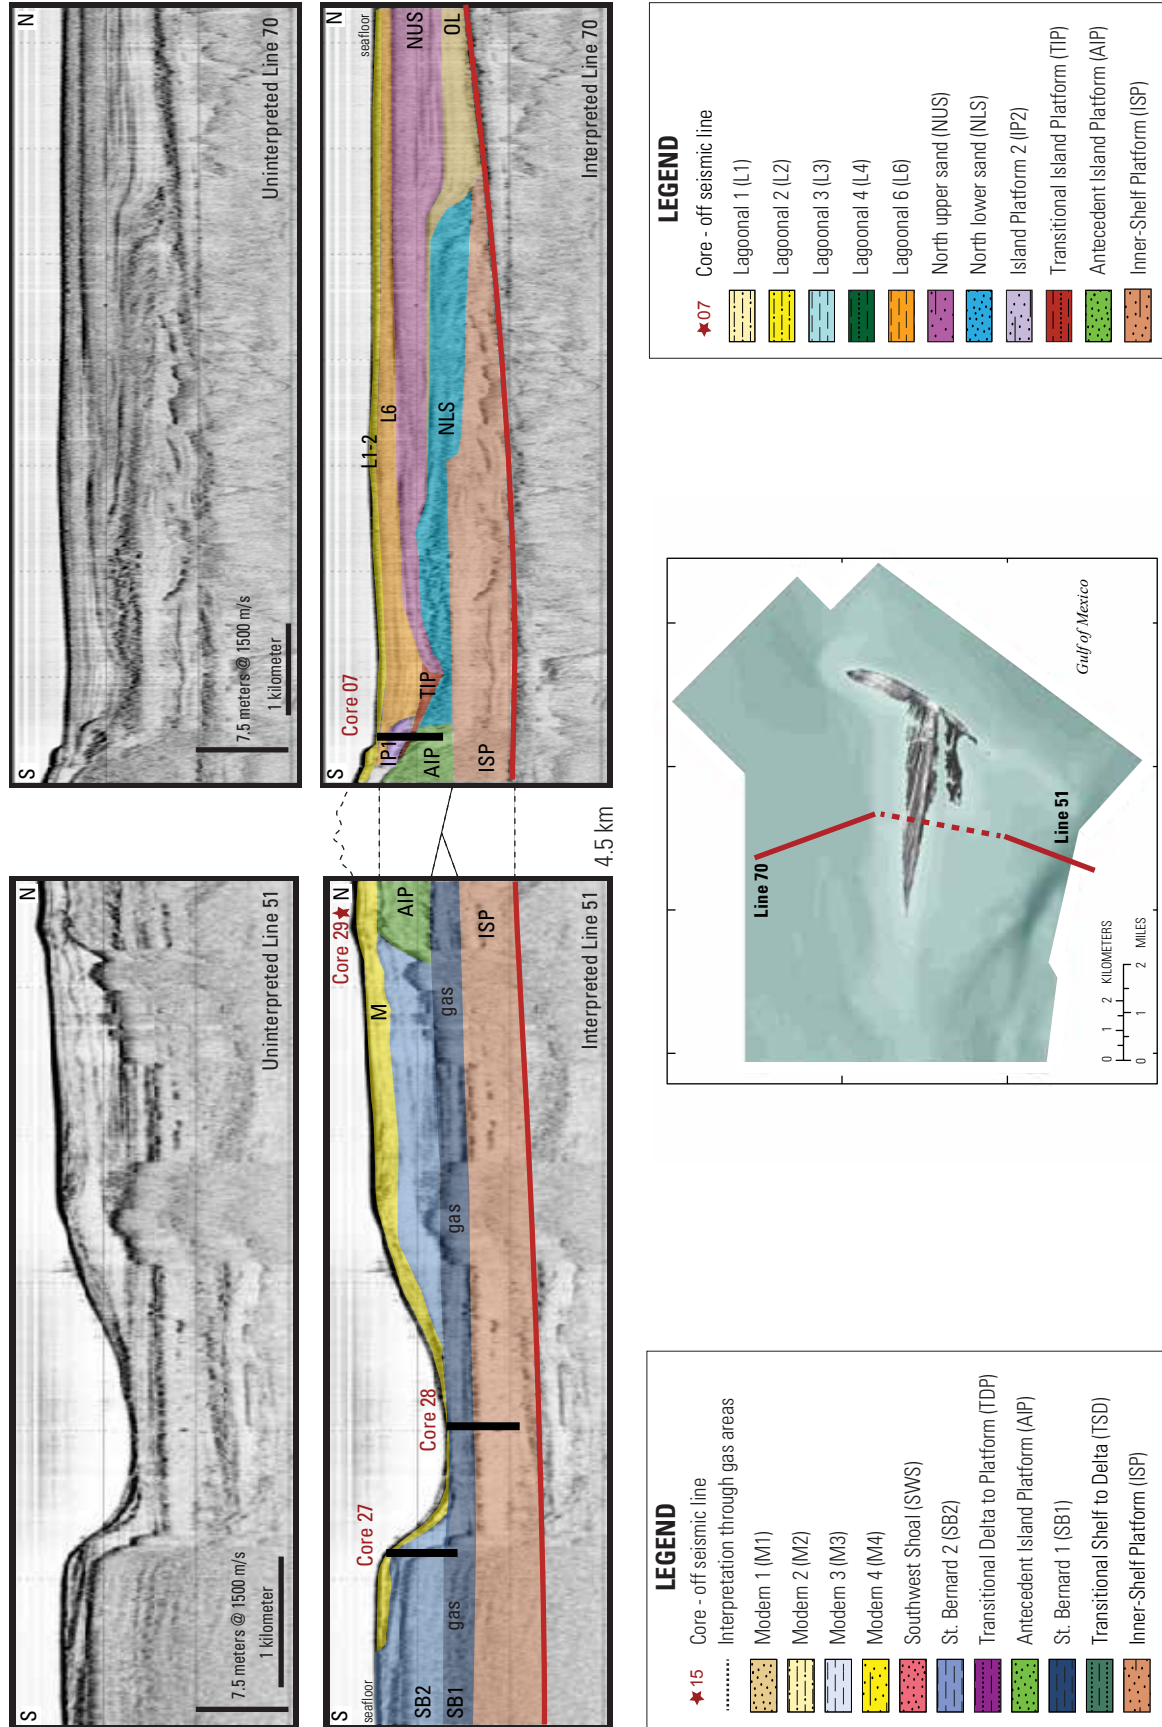 S
N
7.5 meters @ 1500 m/s
1 kilometer
Uninterpreted Line 51
S
N
7.5 meters @ 1500 m/s
1 kilometer
Uninterpreted Line 70
S
N
seafloor
Core 27
Core 28
Core 29
M
AIP
SB2
SB1
gas
gas
gas
ISP
Interpreted Line 51
4.5 km
S
N
Core 07
seafloor
L1-2
L6
NUS
OL
IP1
TIP
AIP
NLS
ISP
Interpreted Line 70
LEGEND
15 Core - off seismic line
Interpretation through gas areas
Modern 1 (M1)
Modern 2 (M2)
Modern 3 (M3)
Modern 4 (M4)
Southwest Shoal (SWS)
St. Bernard 2 (SB2)
Transitional Delta to Platform (TDP)
Antecedent Island Platform (AIP)
St. Bernard 1 (SB1)
Transitional Shelf to Delta (TSD)
Inner-Shelf Platform (ISP)
Line 70
Line 51
Gulf of Mexico
0 1 2 KILOMETERS
0 1 2 MILES
LEGEND
07 Core - off seismic line
Lagoonal 1 (L1)
Lagoonal 2 (L2)
Lagoonal 3 (L3)
Lagoonal 4 (L4)
Lagoonal 6 (L6)
North upper sand (NUS)
North lower sand (NLS)
Island Platform 2 (IP2)
Transitional Island Platform (TIP)
Antecedent Island Platform (AIP)
Inner-Shelf Platform (ISP)